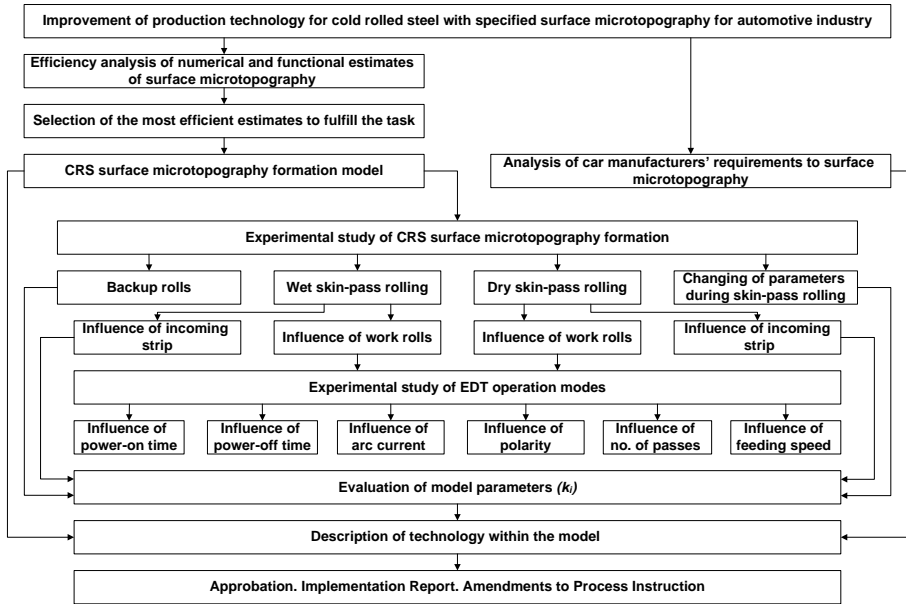 Improvement of production technology for cold rolled steel with specified surface microtopography for automotive industry
Efficiency analysis of numerical and functional estimates
of surface microtopography
Selection of the most efficient estimates to fulfill the task
CRS surface microtopography formation model
Analysis of car manufacturers’ requirements to surface
microtopography
Experimental study of CRS surface microtopography formation
Backup rolls
Wet skin-pass rolling
Dry skin-pass rolling
Changing of parameters
during skin-pass rolling
Influence of incoming
strip
Influence of work rolls
Influence of work rolls
Influence of incoming
strip
Experimental study of EDT operation modes
Influence of
power-on time
Influence of
power-off time
Influence of
arc current
Influence of
polarity
Influence of
no. of passes
Influence of
feeding speed
Evaluation of model parameters (kᵢ)
Description of technology within the model
Approbation. Implementation Report. Amendments to Process Instruction